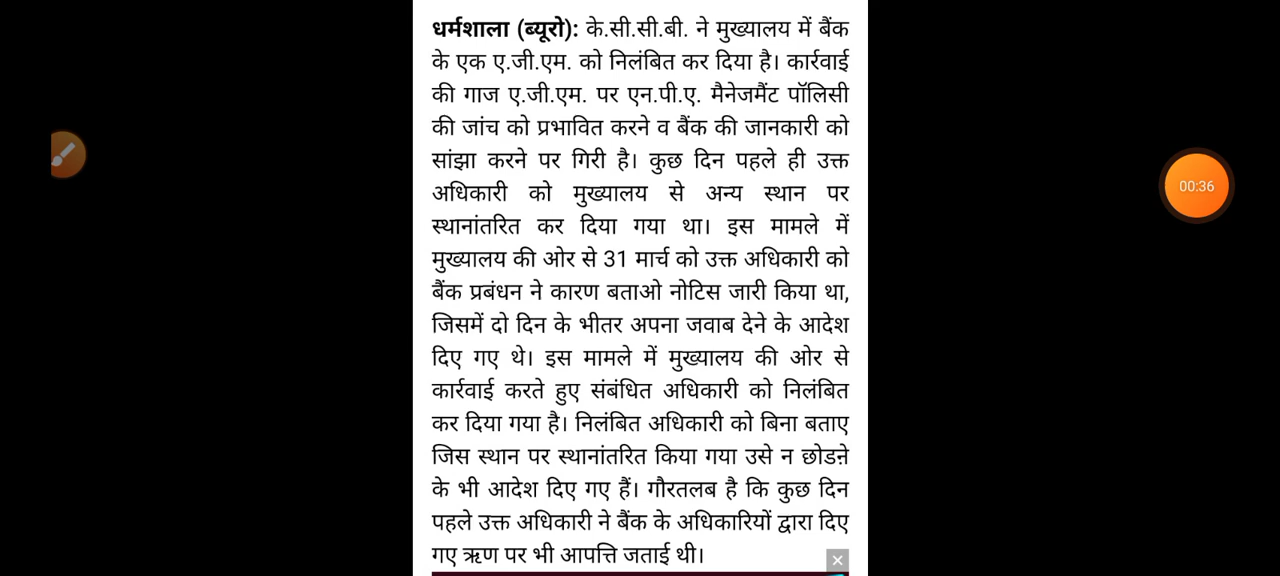 धर्मशाला (ब्यूरो): के.सी.सी.बी. ने मुख्यालय में बैंक
के एक ए.जी.एम. को निलंबित कर दिया है। कार्रवाई
की गाज ए.जी.एम. पर एन.पी.ए. मैनेजमैंट पॉलिसी
की जांच को प्रभावित करने व बैंक की जानकारी को
सांझा करने पर गिरी है। कुछ दिन पहले ही उक्त
अधिकारी को मुख्यालय से अन्य स्थान पर
स्थानांतरित कर दिया गया था। इस मामले में
मुख्यालय की ओर से 31 मार्च को उक्त अधिकारी को
बैंक प्रबंधन ने कारण बताओ नोटिस जारी किया था,
जिसमें दो दिन के भीतर अपना जवाब देने के आदेश
दिए गए थे। इस मामले में मुख्यालय की ओर से
कार्रवाई करते हुए संबंधित अधिकारी को निलंबित
कर दिया गया है। निलंबित अधिकारी को बिना बताए
जिस स्थान पर स्थानांतरित किया गया उसे न छोडऩे
के भी आदेश दिए गए हैं। गौरतलब है कि कुछ दिन
पहले उक्त अधिकारी ने बैंक के अधिकारियों द्वारा दिए
गए ऋण पर भी आपत्ति जताई थी।
00:36